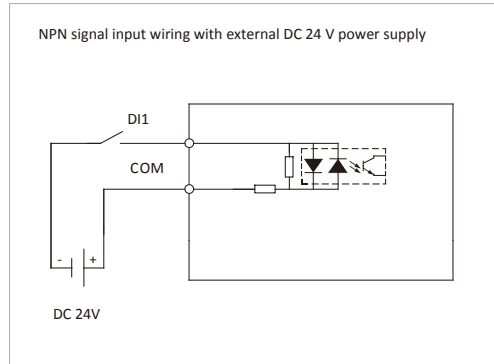 NPN signal input wiring with external DC 24 V power supply
DI1
COM
- +
DC 24V